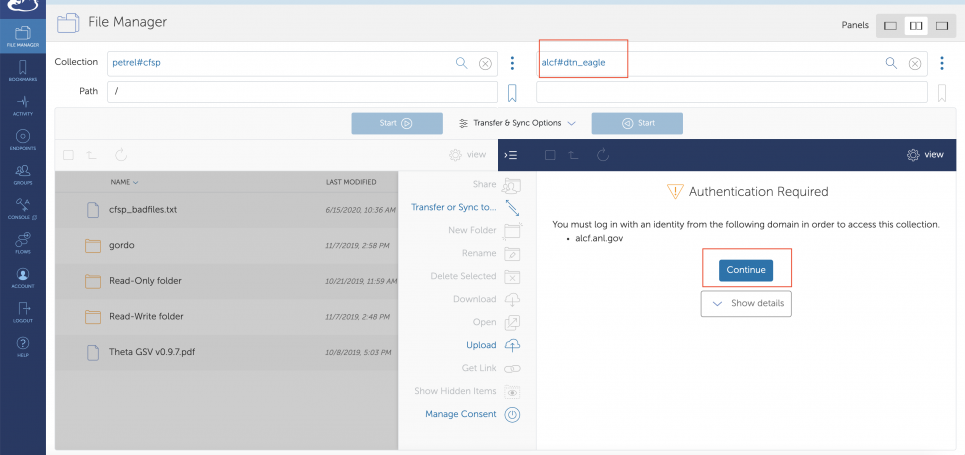 File Manager
Panels
FILE MANAGER
BOOKMARKS
ACTIVITY
ENDPOINTS
GROUPS
CONSOLE
FLOWS
ACCOUNT
LOGOUT
HELP
Collection
petrel#cfsp
alcf#dtn_eagle
Path
/
Start
Transfer & Sync Options
Start
view
view
NAME
LAST MODIFIED
cfsp_badfiles.txt
6/15/2020, 10:36 AM
gordo
11/7/2019, 2:58 PM
Read-Only folder
10/21/2019, 11:59 AM
Read-Write folder
11/7/2019, 2:48 PM
Theta GSV v0.9.7.pdf
10/8/2019, 5:03 PM
Share
Transfer or Sync to...
New Folder
Rename
Delete Selected
Download
Open
Upload
Get Link
Show Hidden Items
Manage Consent
Authentication Required
You must log in with an identity from the following domain in order to access this collection.
• alcf.anl.gov
Continue
Show details